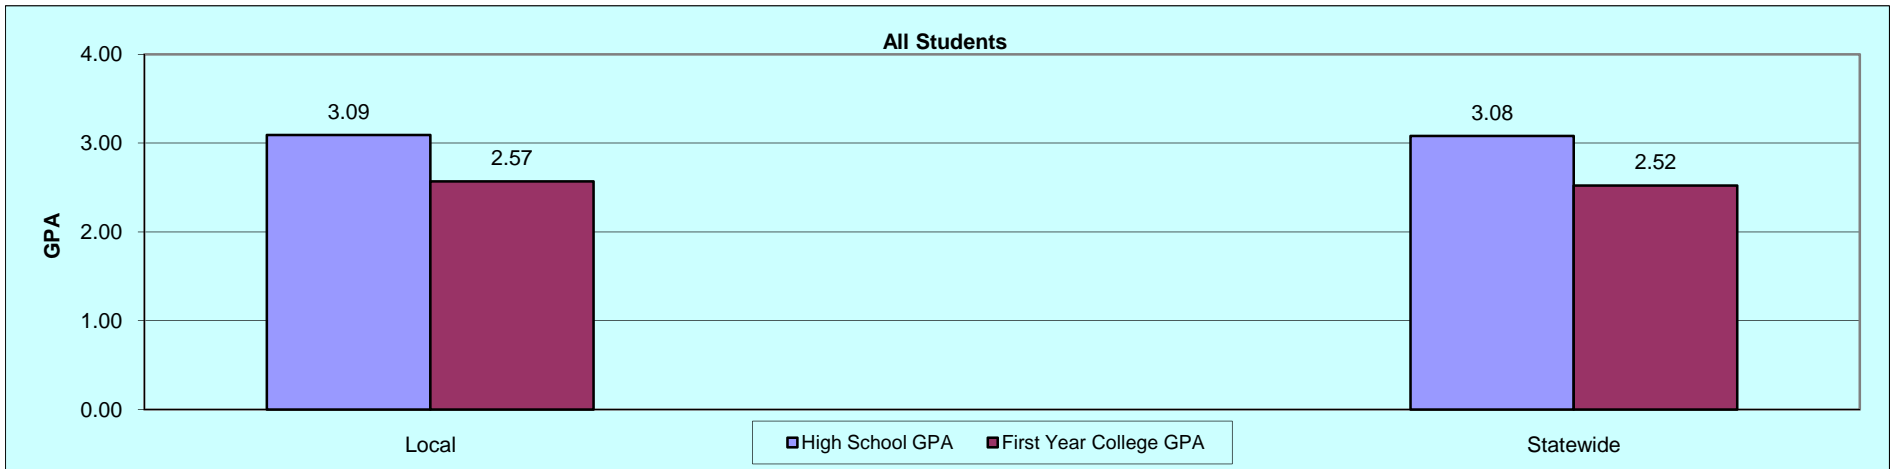 All Students
4.00
3.00
2.00
1.00
0.00
GPA
3.09
2.57
3.08
2.52
Local
Statewide
High School GPA
First Year College GPA